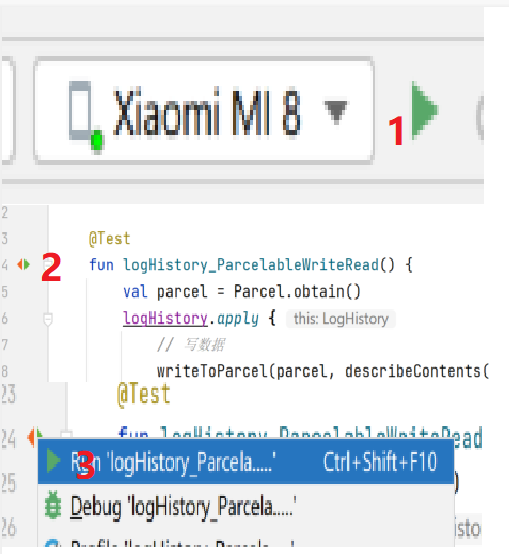 Xiaomi MI 8
1
2
3 @Test
4 2 fun logHistory_ParcelableWriteRead() {
5 val parcel = Parcel.obtain()
6 logHistory.apply { this: LogHistory
7 // 写数据
8 writeToParcel(parcel, describeContents(
23 @Test
24 fun logHistory_ParcelableWriteRead
3 Run 'logHistory_Parcela.....' Ctrl+Shift+F10
25 )
Debug 'logHistory_Parcela.....'
26